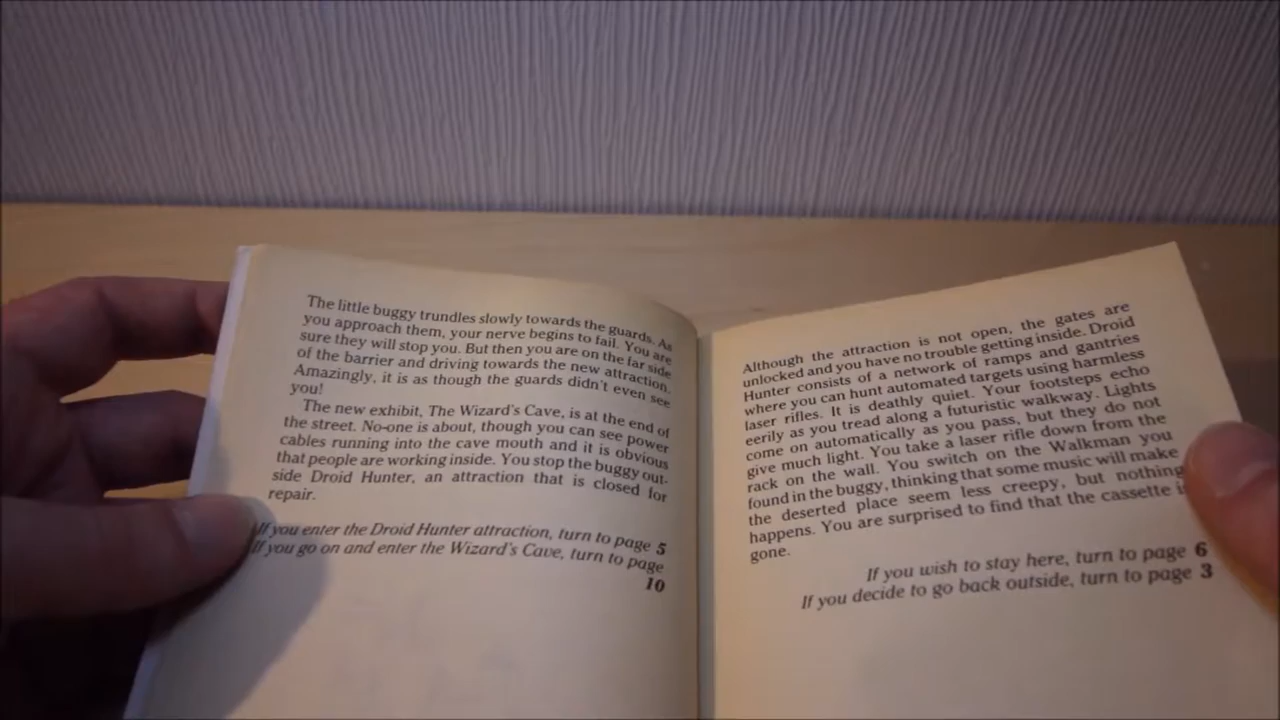 The little buggy trundles slowly towards the guards. As
you approach them, your nerve begins to fail. You are
sure they will stop you. But then you are on the far side
of the barrier and driving towards the new attraction.
Amazingly, it is as though the guards didn't even see
you!
The new exhibit, The Wizard's Cave, is at the end of
the street. No-one is about, though you can see power
cables running into the cave mouth and it is obvious
that people are working inside. You stop the buggy out-
side Droid Hunter, an attraction that is closed for
repair.
If you enter the Droid Hunter attraction, turn to page 5
If you go on and enter the Wizard's Cave, turn to page
10
Although the attraction is not open, the gates are
unlocked and you have no trouble getting inside. Droid
Hunter consists of a network of ramps and gantries
where you can hunt automated targets using harmless
laser rifles. It is deathly quiet. Your footsteps echo
eerily as you tread along a futuristic walkway. Lights
come on automatically as you pass, but they do not
give much light. You take a laser rifle down from the
rack on the wall. You switch on the Walkman you
found in the buggy, thinking that some music will make
the deserted place seem less creepy, but nothing
happens. You are surprised to find that the cassette is
gone.
If you wish to stay here, turn to page 6
If you decide to go back outside, turn to page 3